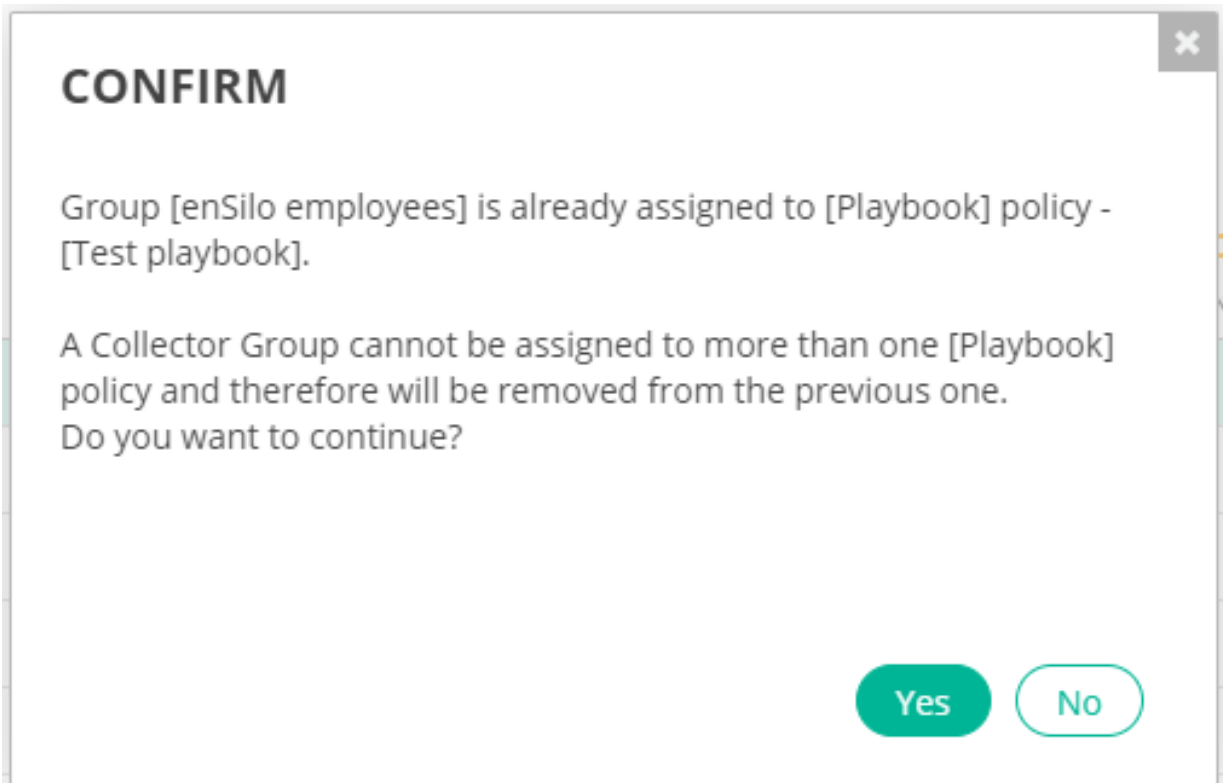 CONFIRM
Group [enSilo employees] is already assigned to [Playbook] policy -
[Test playbook].
A Collector Group cannot be assigned to more than one [Playbook]
policy and therefore will be removed from the previous one.
Do you want to continue?
Yes
No